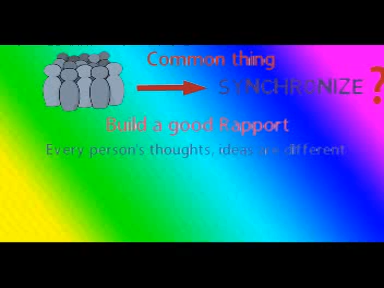 Common thing
SYNCHRONIZE ?
Build a good Rapport
Every person's thoughts, ideas are different